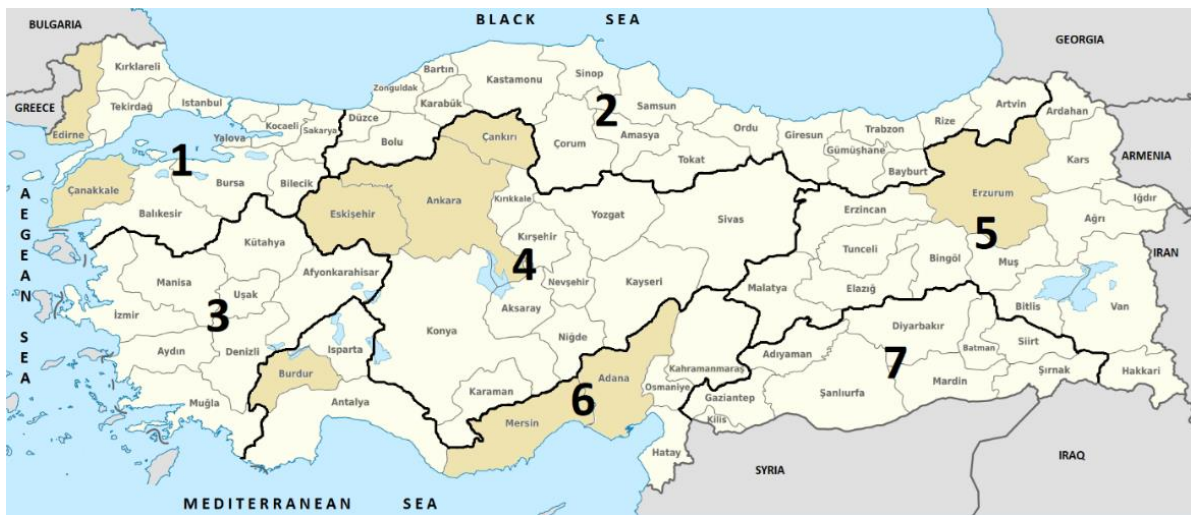 BULGARIA
BLACK SEA
GEORGIA
GREECE
ARMENIA
IRAN
IRAQ
SYRIA
AEGEAN SEA
MEDITERRANEAN SEA
1
Kırklareli
Edirne
Tekirdağ
Istanbul
Kocaeli
Yalova
Sakarya
Çanakkale
Bursa
Bilecik
Balıkesir
2
Bartın
Zonguldak
Karabük
Kastamonu
Sinop
Düzce
Bolu
Samsun
Çorum
Amasya
Tokat
Ordu
Giresun
Trabzon
Gümüşhane
Bayburt
Rize
Artvin
3
Kütahya
Manisa
Uşak
Afyonkarahisar
İzmir
Aydın
Denizli
Muğla
4
Çankırı
Ankara
Eskişehir
Kırıkkale
Yozgat
Sivas
Kırşehir
Nevşehir
Kayseri
Aksaray
Konya
Niğde
Karaman
5
Ardahan
Kars
Erzurum
Iğdır
Ağrı
Erzincan
Tunceli
Bingöl
Muş
Elazığ
Malatya
Bitlis
Van
Hakkari
6
Isparta
Burdur
Antalya
Mersin
Adana
Kahramanmaraş
Osmaniye
Hatay
7
Diyarbakır
Batman
Siirt
Adıyaman
Şırnak
Mardin
Şanlıurfa
Gaziantep
Kilis